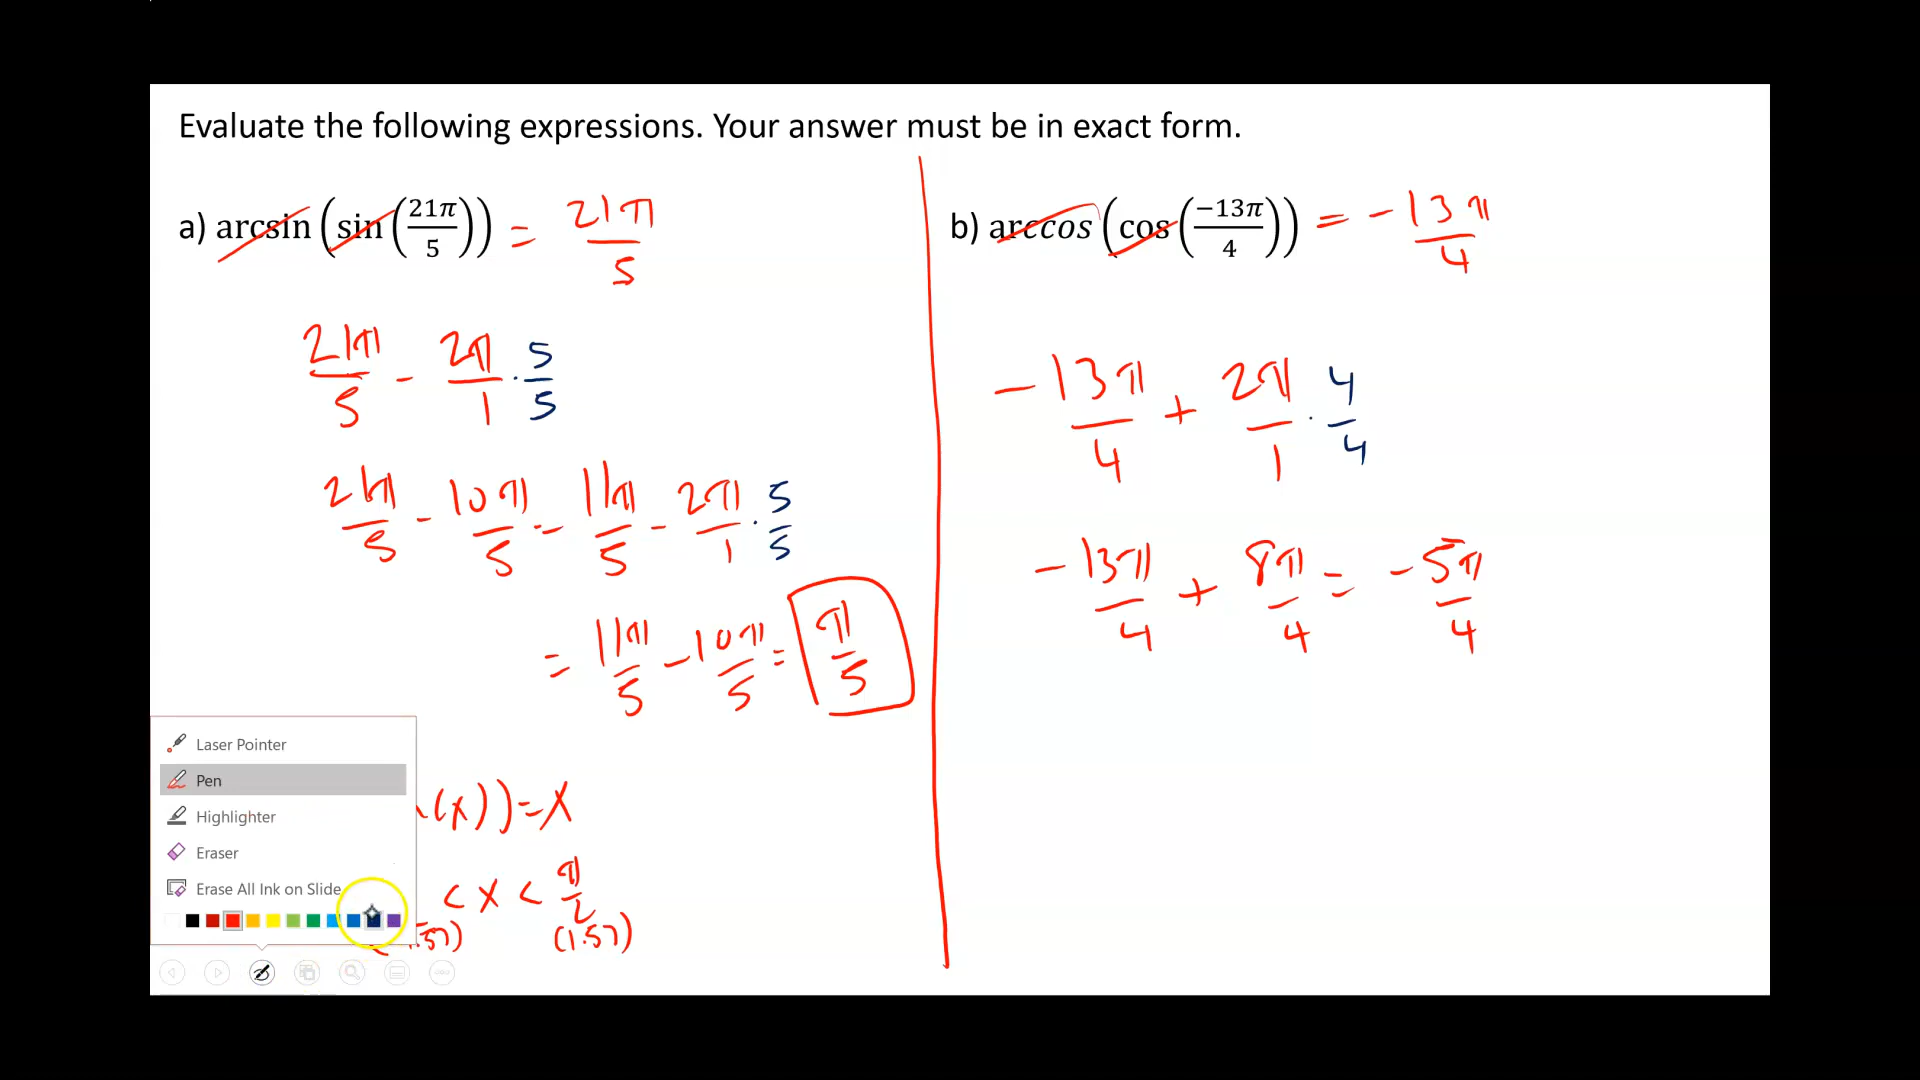 Evaluate the following expressions. Your answer must be in exact form.
a) arcsin (sin (21π/5)) = 21π/5
21π/5 - 2π/1 · 5/5
21π/5 - 10π/5 = 11π/5 - 2π/1 · 5/5
= 11π/5 - 10π/5 = π/5
(x)) = x
< x < π/2
.57) (1.57)
b) arccos (cos (−13π/4)) = -13π/4
-13π/4 + 2π/1 · 4/4
-13π/4 + 8π/4 = -5π/4
Laser Pointer
Pen
Highlighter
Eraser
Erase All Ink on Slide